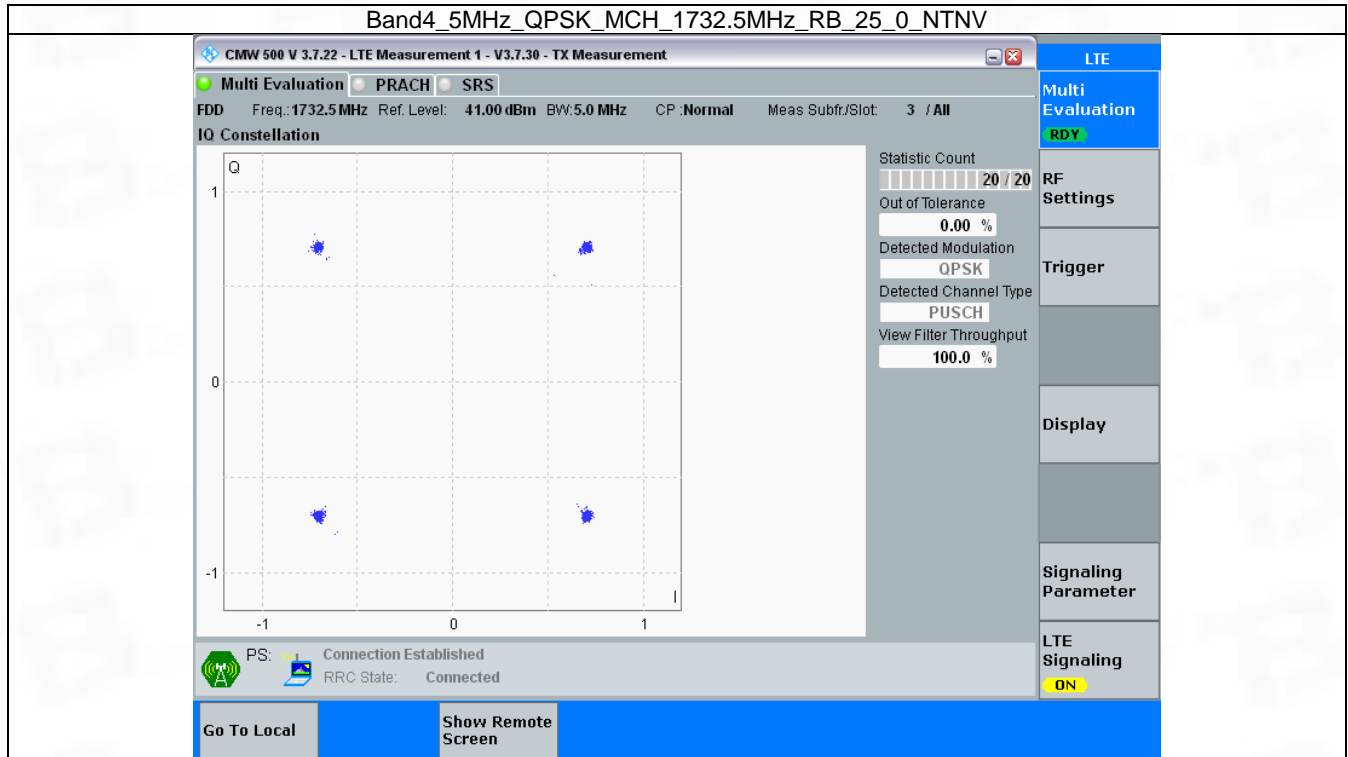 Band4_5MHz_QPSK_MCH_1732.5MHz_RB_25_0_NTNV
CMW 500 V 3.7.22 - LTE Measurement 1 - V3.7.30 - TX Measurement
LTE
Multi Evaluation PRACH SRS
Multi Evaluation
RDY
FDD Freq.:1732.5 MHz Ref. Level: 41.00 dBm BW:5.0 MHz CP :Normal Meas Subfr./Slot: 3 / All
IQ Constellation
Q
1
0
-1
-1 0 1
I
Statistic Count
20 / 20
Out of Tolerance
0.00 %
Detected Modulation
QPSK
Detected Channel Type
PUSCH
View Filter Throughput
100.0 %
RF
Settings
Trigger
Display
Signaling
Parameter
LTE
Signaling
ON
PS: Connection Established
RRC State: Connected
Go To Local
Show Remote
Screen